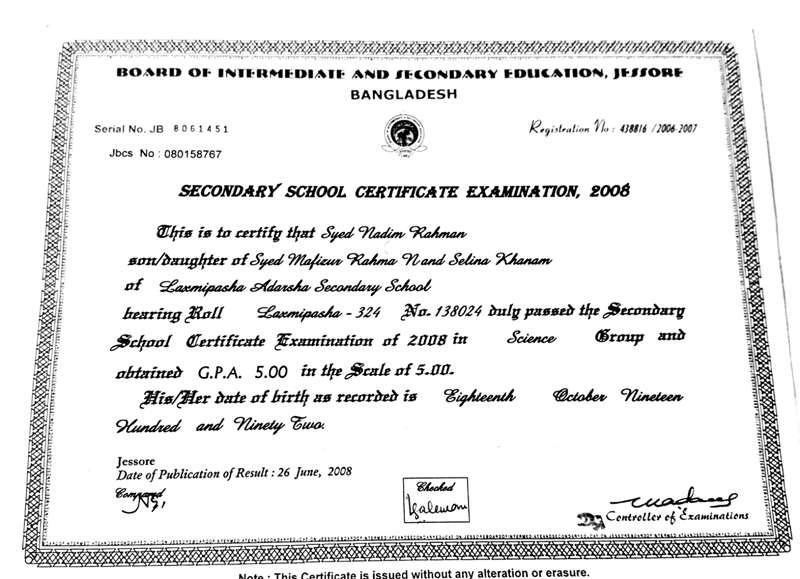 BOARD OF INTERMEDIATE AND SECONDARY EDUCATION, JESSORE
BANGLADESH
Serial No. JB 8061451
Registration No : 438816 /2006-2007
Jbcs No : 080158767
SECONDARY SCHOOL CERTIFICATE EXAMINATION, 2008
This is to certify that Syed Nadim Rahman
son/daughter of Syed Mafizur Rahma N and Selina Khanam
of Laxmipasha Adarsha Secondary School
bearing Roll Laxmipasha - 324 No. 138024 duly passed the Secondary
School Certificate Examination of 2008 in Science Group and
obtained G.P.A. 5.00 in the Scale of 5.00.
His/Her date of birth as recorded is Eighteenth October Nineteen
Hundred and Ninety Two.
Jessore
Date of Publication of Result : 26 June, 2008
Compared
Checked
Controller of Examinations
Note : This Certificate is issued without any alteration or erasure.